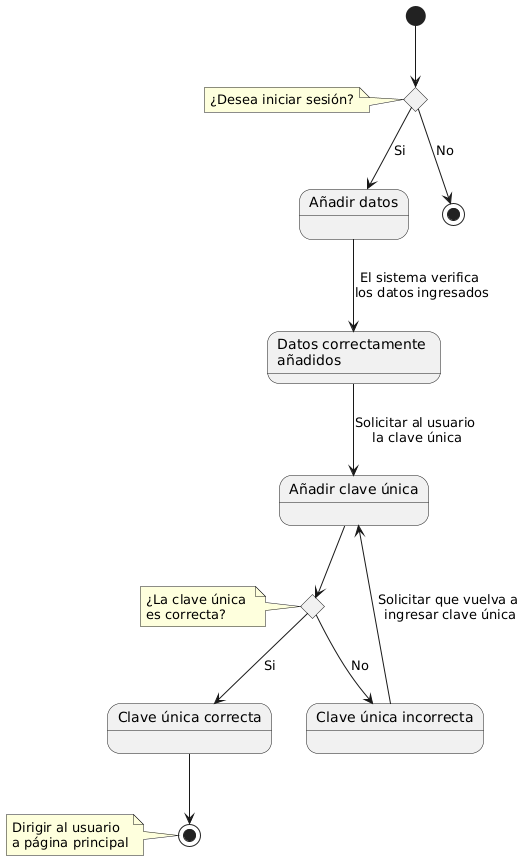 ¿Desea iniciar sesión?
Si
No
Añadir datos
El sistema verifica
los datos ingresados
Datos correctamente
añadidos
Solicitar al usuario
la clave única
Añadir clave única
¿La clave única
es correcta?
Solicitar que vuelva a
ingresar clave única
Si
No
Clave única correcta
Clave única incorrecta
Dirigir al usuario
a página principal